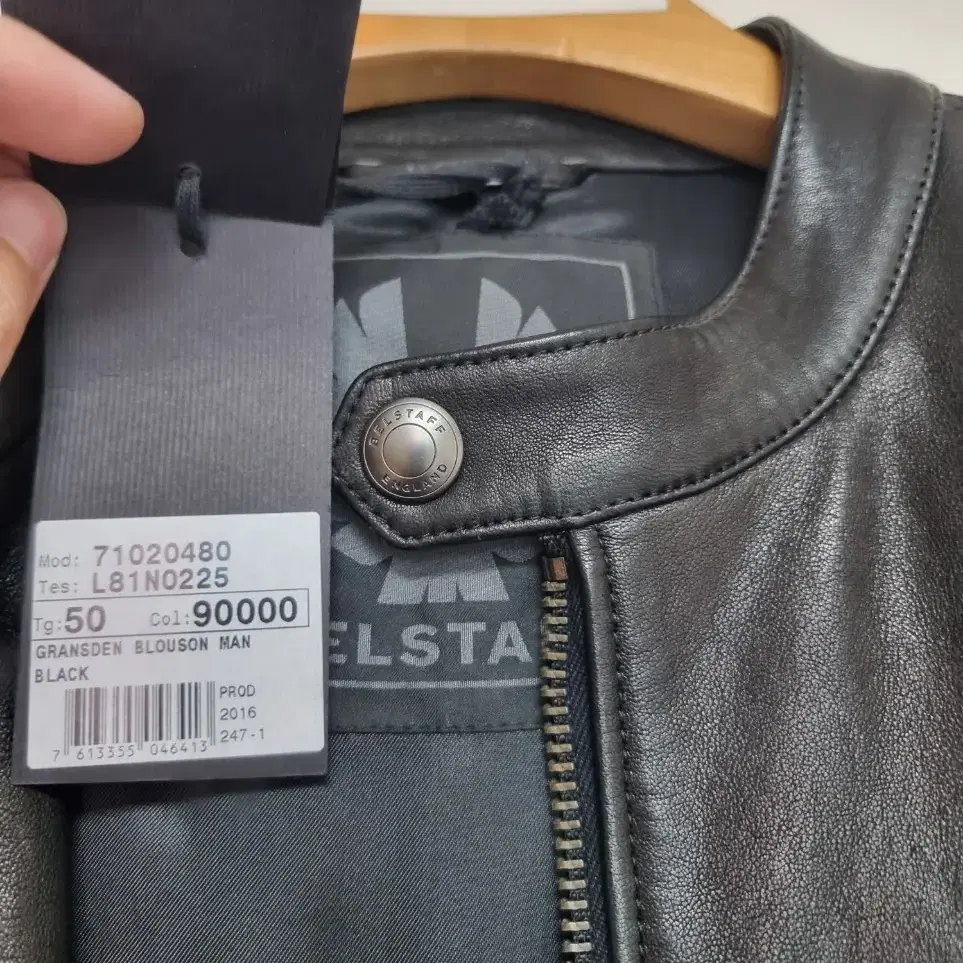 Mod: 71020480
Tes: L81N0225
Tg: 50 Col: 90000
GRANSDEN BLOUSON MAN
BLACK
PROD
2016
247-1
7 613355 046413
BELSTAFF
ENGLAND
ELSTA